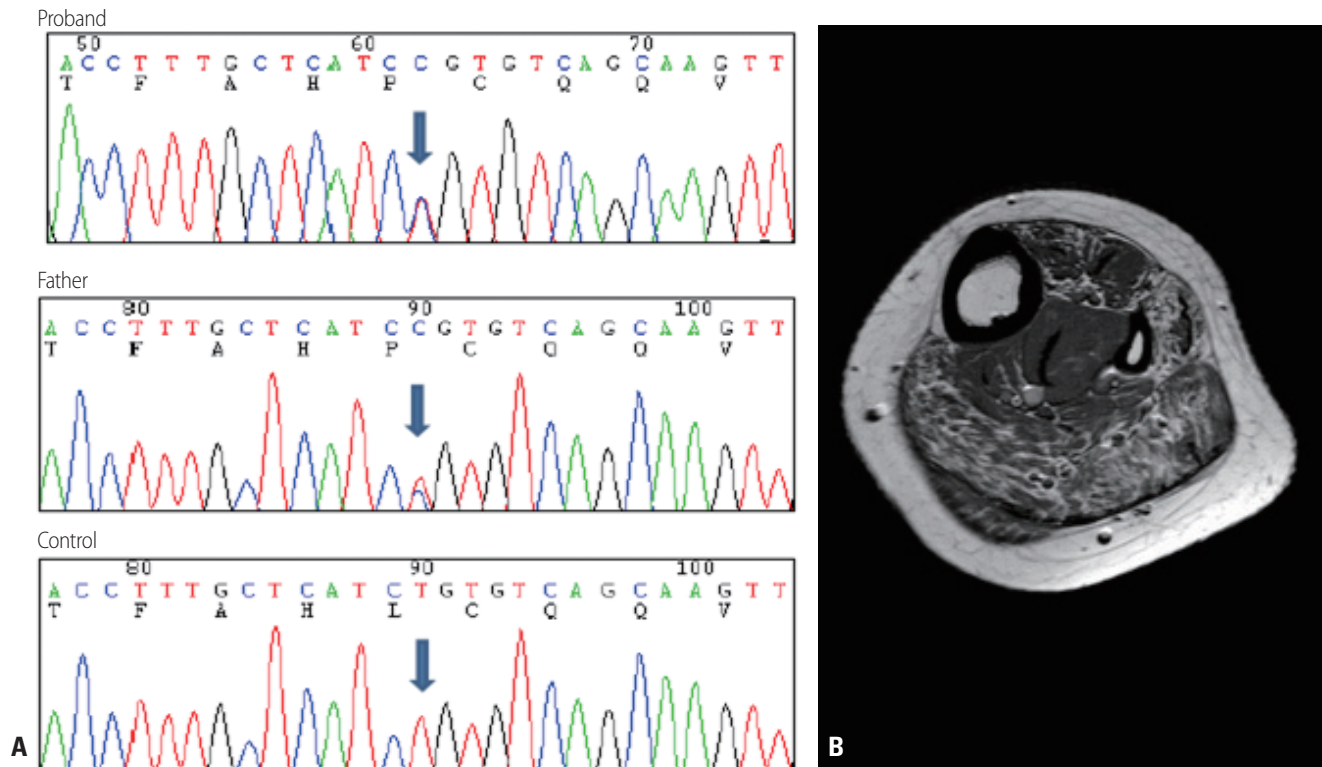 Proband
50 60 70
A C C T T T G C T C A T C C G T G T C A G C A A G T T
T F A H P C Q Q V
Father
80 90 100
A C C T T T G C T C A T C C G T G T C A G C A A G T T
T F A H P C Q Q V
Control
80 90 100
A C C T T T G C T C A T C T G T G T C A G C A A G T T
T F A H L C Q Q V
A B